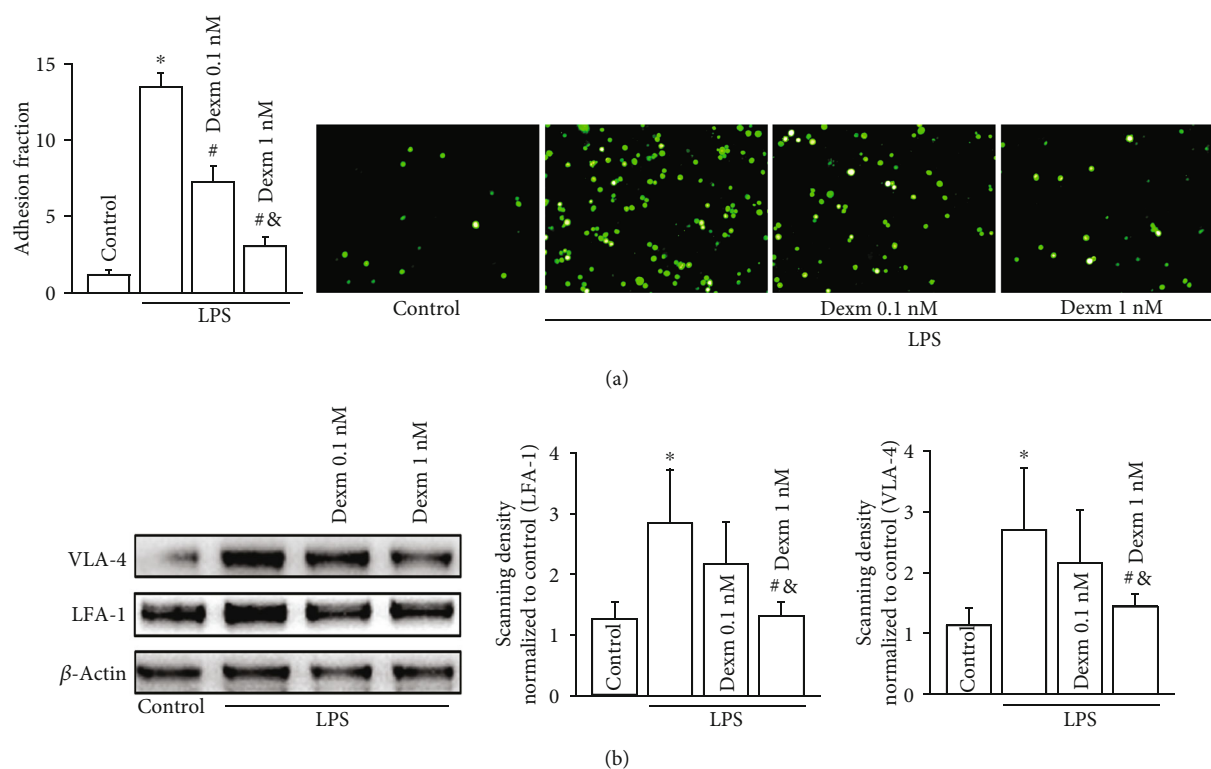 Adhesion fraction
15
10
5
0
Control
*
Dexm 0.1 nM
#
Dexm 1 nM
# &
LPS
Control
Dexm 0.1 nM
Dexm 1 nM
LPS
(a)
Dexm 0.1 nM
Dexm 1 nM
VLA-4
LFA-1
β-Actin
Control
LPS
Scanning density
normalized to control (LFA-1)
4
3
2
1
0
Control
*
Dexm 0.1 nM
Dexm 1 nM
# &
LPS
Scanning density
normalized to control (VLA-4)
4
3
2
1
0
Control
*
Dexm 0.1 nM
Dexm 1 nM
# &
LPS
(b)